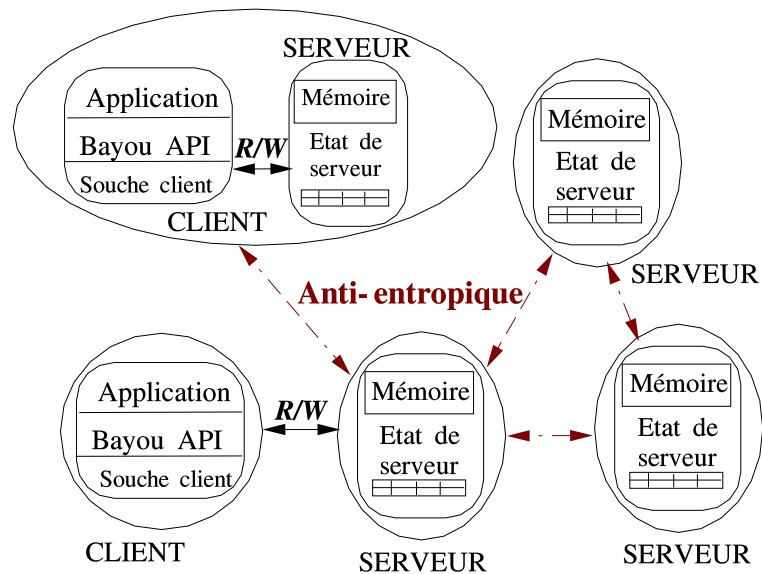 SERVEUR
Application
Bayou API
Souche client
R/W
Mémoire
Etat de
serveur
CLIENT
Mémoire
Etat de
serveur
SERVEUR
Anti- entropique
Application
Bayou API
Souche client
R/W
Mémoire
Etat de
serveur
Mémoire
Etat de
serveur
CLIENT
SERVEUR
SERVEUR